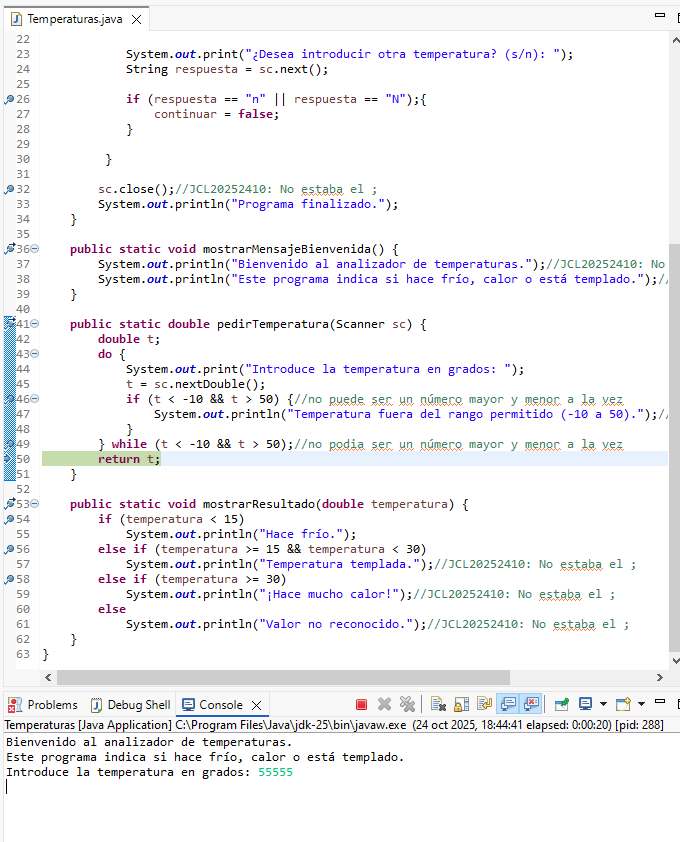 Temperaturas.java
22
23 System.out.print("¿Desea introducir otra temperatura? (s/n): ");
24 String respuesta = sc.next();
25
26 if (respuesta == "n" || respuesta == "N");{
27 continuar = false;
28 }
29
30 }
31
32 sc.close();//JCL20252410: No estaba el ;
33 System.out.println("Programa finalizado.");
34 }
35
36 public static void mostrarMensajeBienvenida() {
37 System.out.println("Bienvenido al analizador de temperaturas.");//JCL20252410: No
38 System.out.println("Este programa indica si hace frío, calor o está templado.");/
39 }
40
41 public static double pedirTemperatura(Scanner sc) {
42 double t;
43 do {
44 System.out.print("Introduce la temperatura en grados: ");
45 t = sc.nextDouble();
46 if (t < -10 && t > 50) {//no puede ser un número mayor y menor a la vez
47 System.out.println("Temperatura fuera del rango permitido (-10 a 50).");/
48 }
49 } while (t < -10 && t > 50);//no podia ser un número mayor y menor a la vez
50 return t;
51 }
52
53 public static void mostrarResultado(double temperatura) {
54 if (temperatura < 15)
55 System.out.println("Hace frío.");
56 else if (temperatura >= 15 && temperatura < 30)
57 System.out.println("Temperatura templada.");//JCL20252410: No estaba el ;
58 else if (temperatura >= 30)
59 System.out.println("¡Hace mucho calor!");//JCL20252410: No estaba el ;
60 else
61 System.out.println("Valor no reconocido.");//JCL20252410: No estaba el ;
62 }
63 }
Problems Debug Shell Console
Temperaturas [Java Application] C:\Program Files\Java\jdk-25\bin\javaw.exe (24 oct 2025, 18:44:41 elapsed: 0:00:20) [pid: 288]
Bienvenido al analizador de temperaturas.
Este programa indica si hace frío, calor o está templado.
Introduce la temperatura en grados: 55555